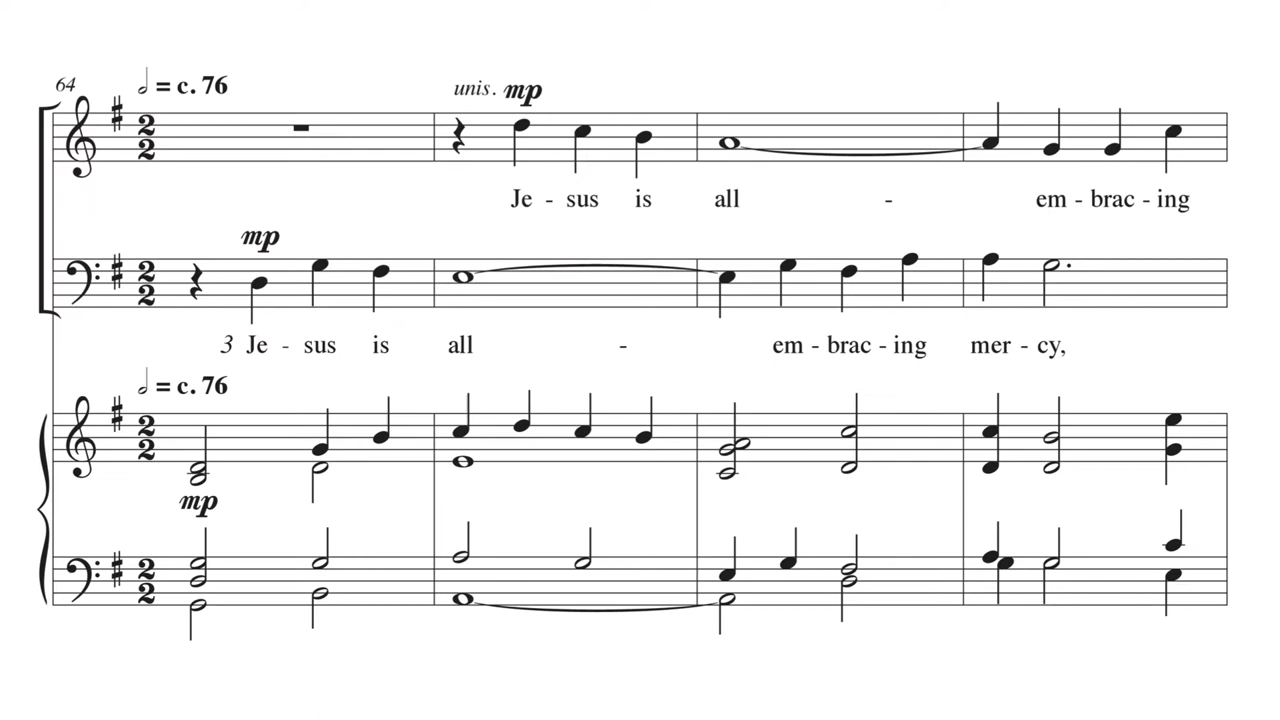 64
= c. 76
unis. mp
Je - sus is all - em - brac - ing
mp
3 Je - sus is all - em - brac - ing mer - cy,
= c. 76
mp